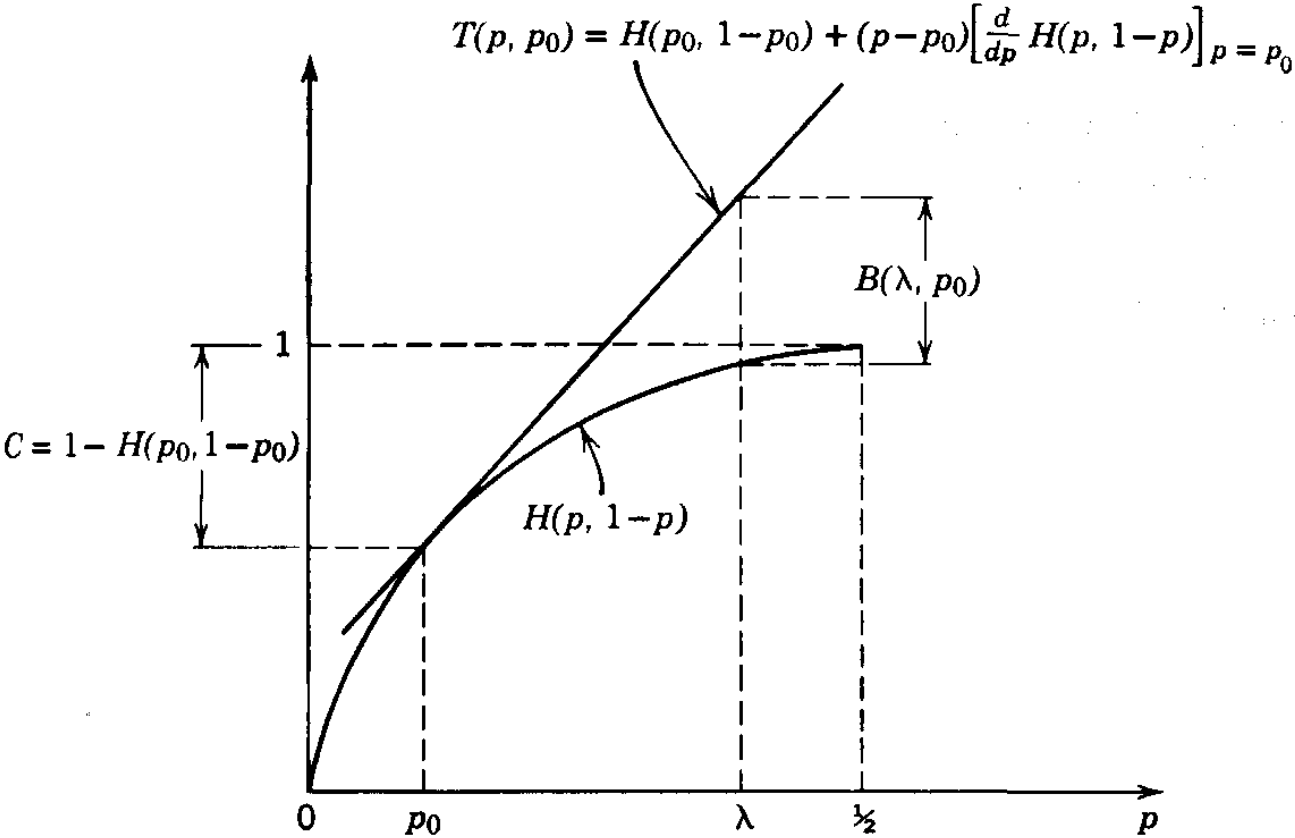 T(p, p₀) = H(p₀, 1−p₀) + (p−p₀)[d/dp H(p, 1−p)]p = p₀
B(λ, p₀)
1
C = 1− H(p₀, 1−p₀)
H(p, 1−p)
0 p₀ λ ½ p